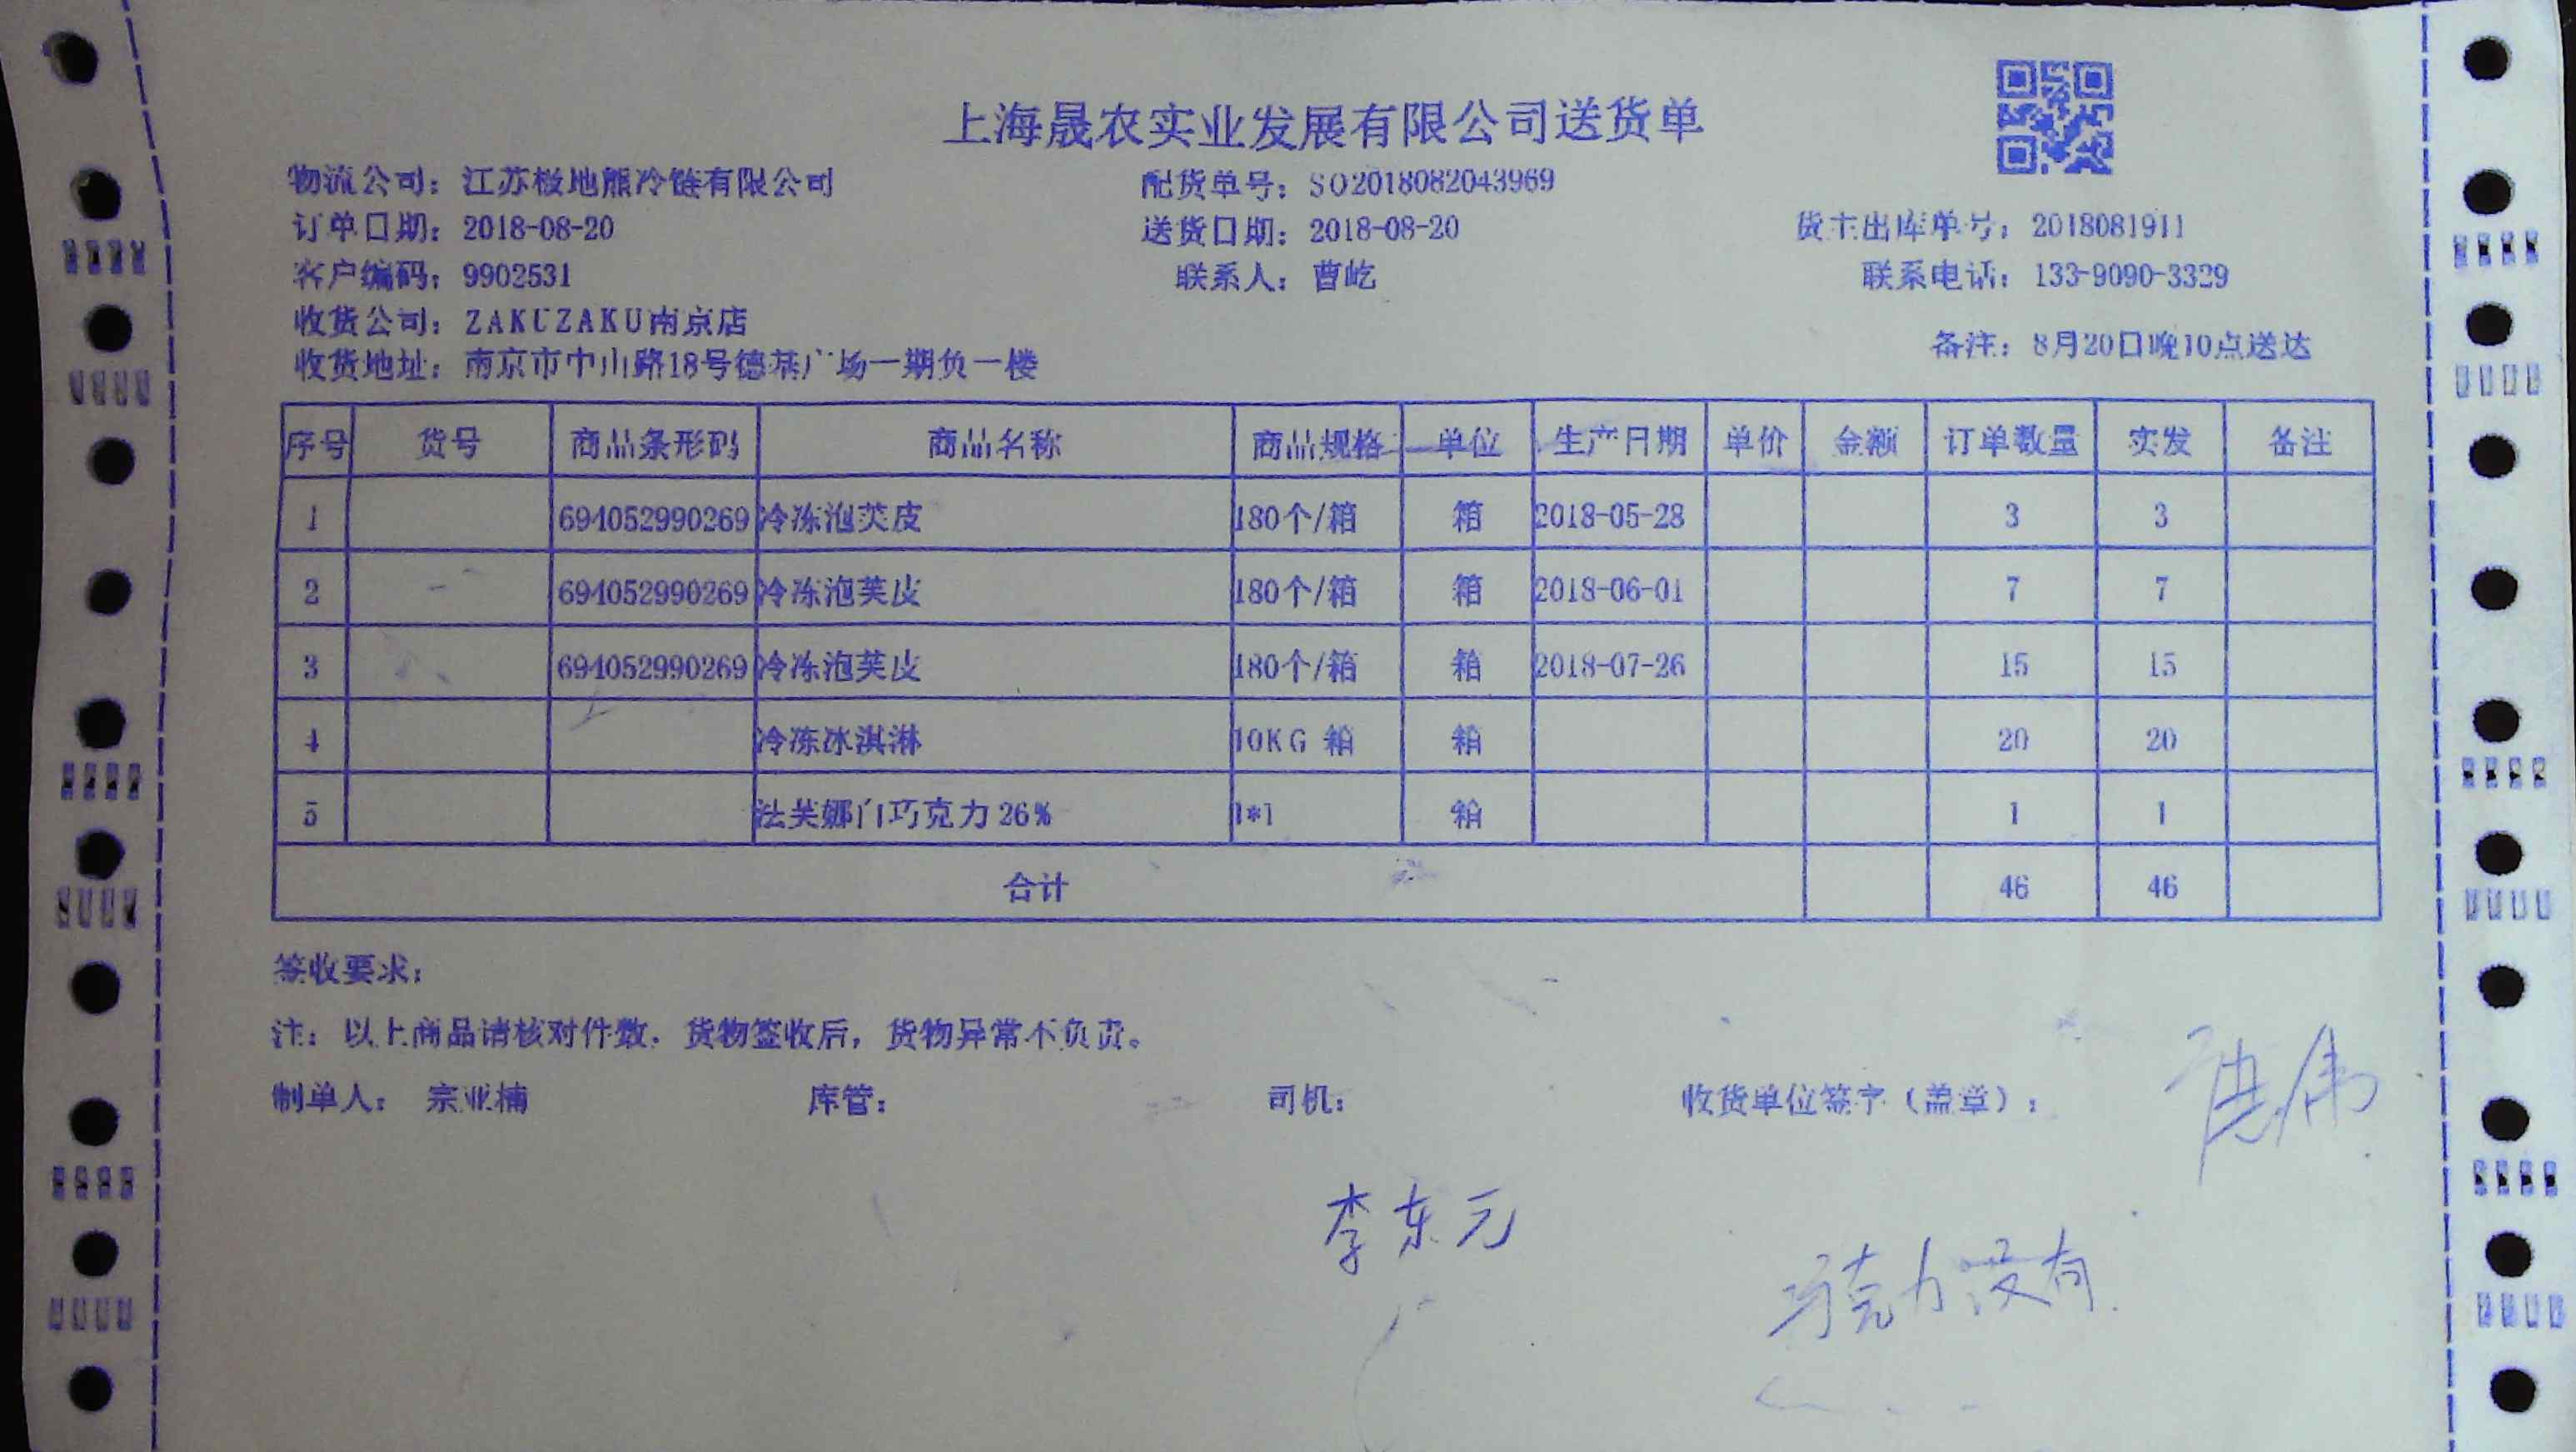 上海晟农实业发展有限公司送货单
物流公司：江苏极地熊冷链有限公司 配货单号：SO2018082043969
订单日期：2018-08-20 送货日期：2018-08-20 货主出库单号：2018081911
客户编码：9902531 联系人：曹屹 联系电话：133-9090-3329
收货公司：ZAKUZAKU南京店
收货地址：南京市中山路18号德基广场一期负一楼 备注：8月20日晚10点送达
序号 货号 商品条形码 商品名称 商品规格 单位 生产日期 单价 金额 订单数量 实发 备注
1 694052990269 冷冻泡芙皮 180个/箱 箱 2018-05-28 3 3
2 694052990269 冷冻泡芙皮 180个/箱 箱 2018-06-01 7 7
3 694052990269 冷冻泡芙皮 180个/箱 箱 2018-07-26 15 15
4 冷冻冰淇淋 10KG 箱 箱 20 20
5 法芙娜白巧克力26% 1*1 箱 1 1
合计 46 46
签收要求：
注：以上商品请核对件数，货物签收后，货物异常不负责。
制单人： 宗亚楠 库管： 司机： 收货单位签字（盖章）：
李东元
巧克力没有.